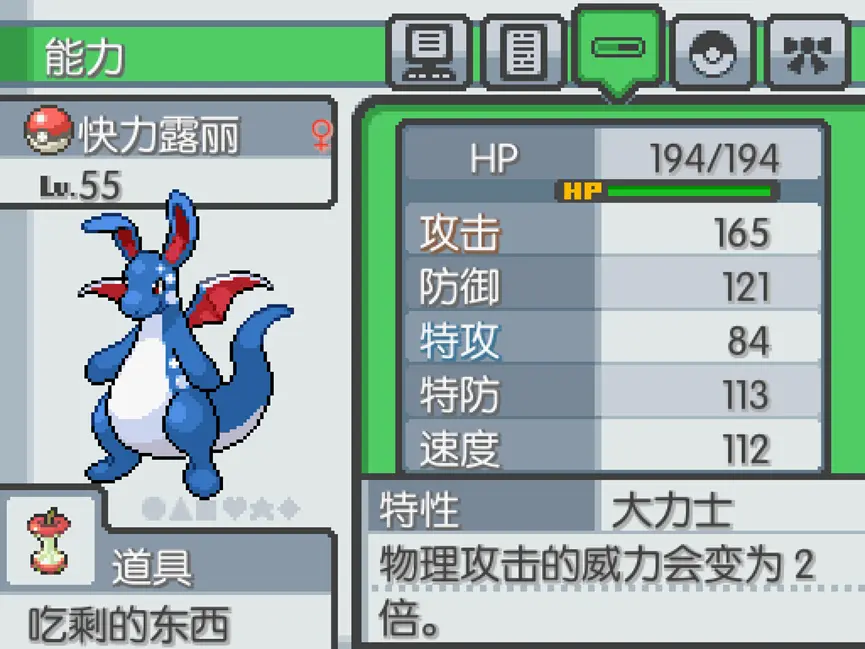 能力
快力露丽♀
Lv.55
HP 194/194
HP
攻击 165
防御 121
特攻 84
特防 113
速度 112
特性 大力士
物理攻击的威力会变为 2
倍。
道具
吃剩的东西